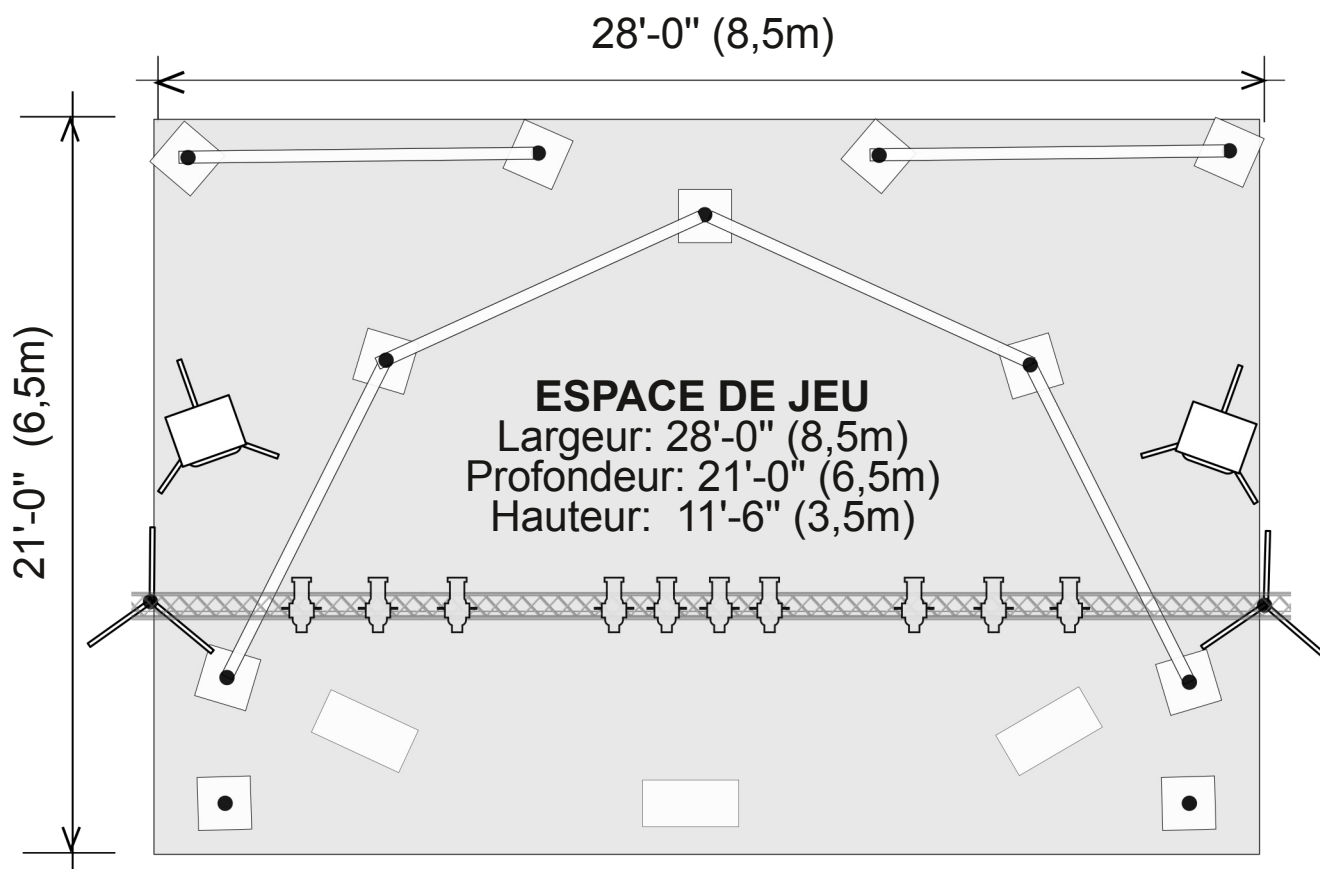 28'-0" (8,5m)
21'-0" (6,5m)
ESPACE DE JEU
Largeur: 28'-0" (8,5m)
Profondeur: 21'-0" (6,5m)
Hauteur: 11'-6" (3,5m)